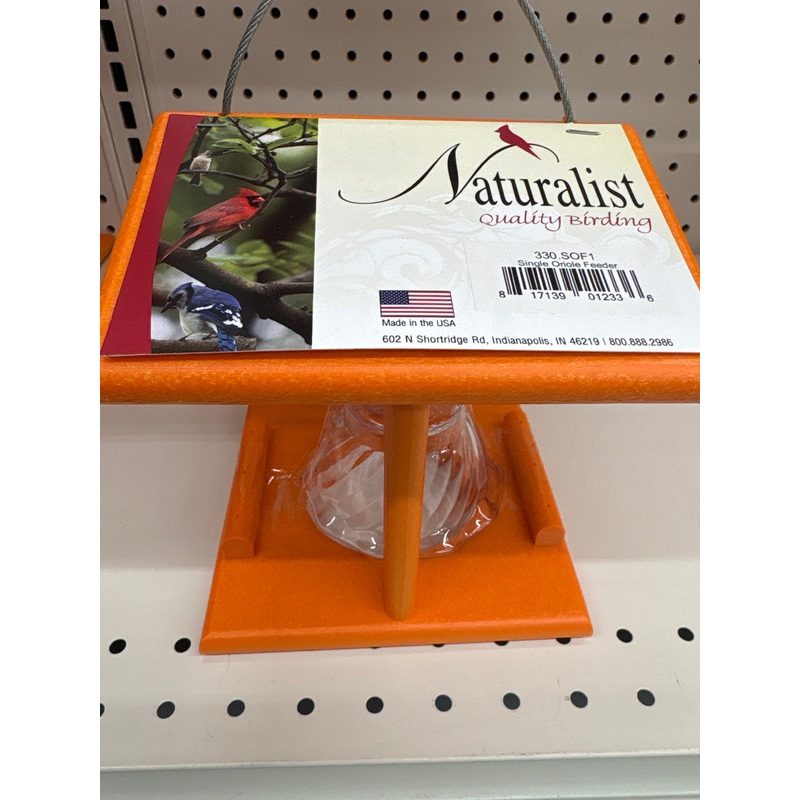 Naturalist
Quality Birding
330.SOF1
Single Oriole Feeder
8 17139 01233 6
Made in the USA
602 N Shortridge Rd, Indianapolis, IN 46219 | 800.888.2986